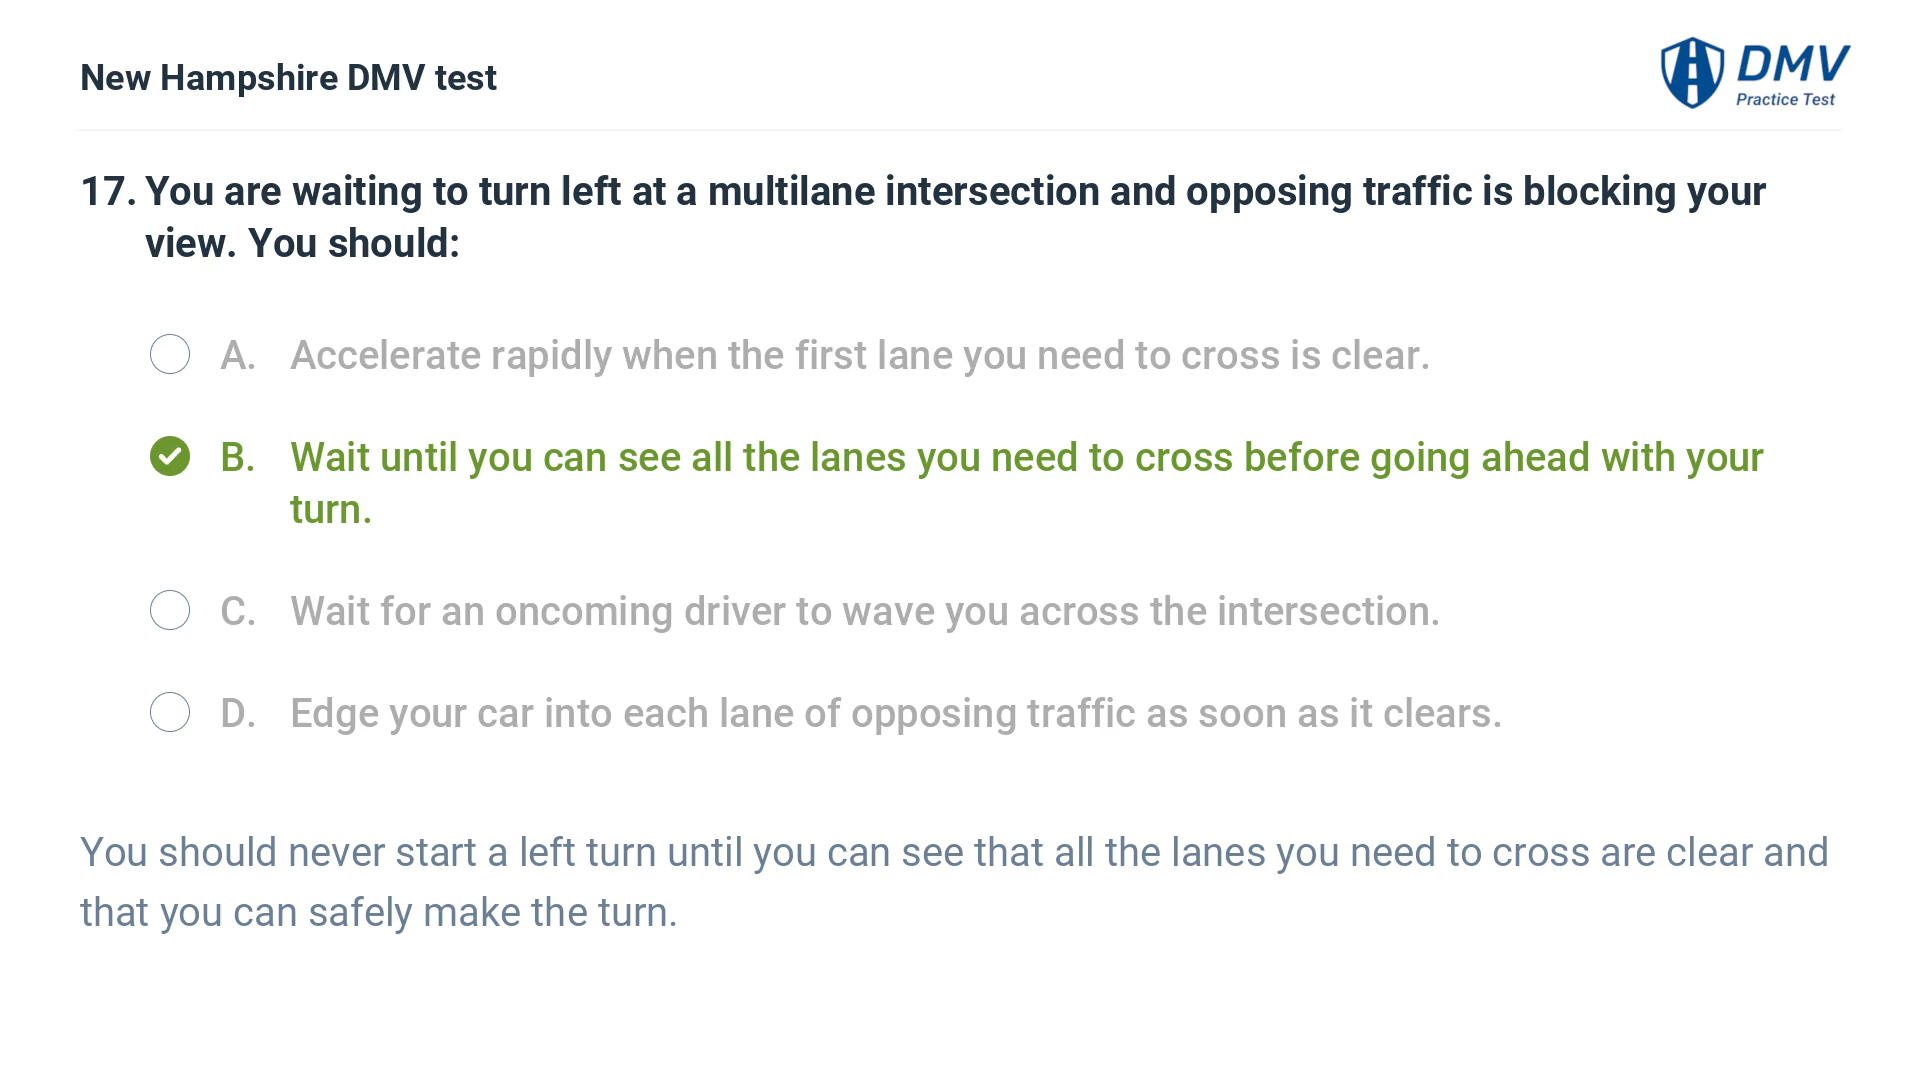 New Hampshire DMV test
DMV
Practice Test
17. You are waiting to turn left at a multilane intersection and opposing traffic is blocking your
view. You should:
A. Accelerate rapidly when the first lane you need to cross is clear.
B. Wait until you can see all the lanes you need to cross before going ahead with your
turn.
C. Wait for an oncoming driver to wave you across the intersection.
D. Edge your car into each lane of opposing traffic as soon as it clears.
You should never start a left turn until you can see that all the lanes you need to cross are clear and
that you can safely make the turn.